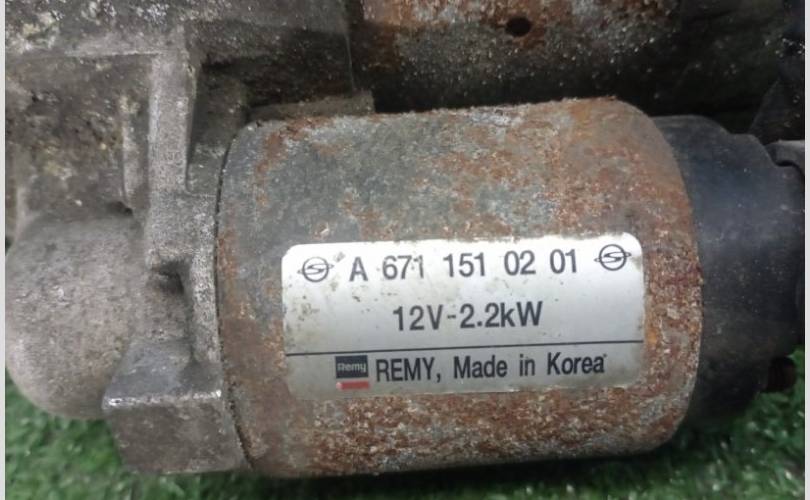 A 671 151 02 01
12V-2.2kW
Remy REMY, Made in Korea